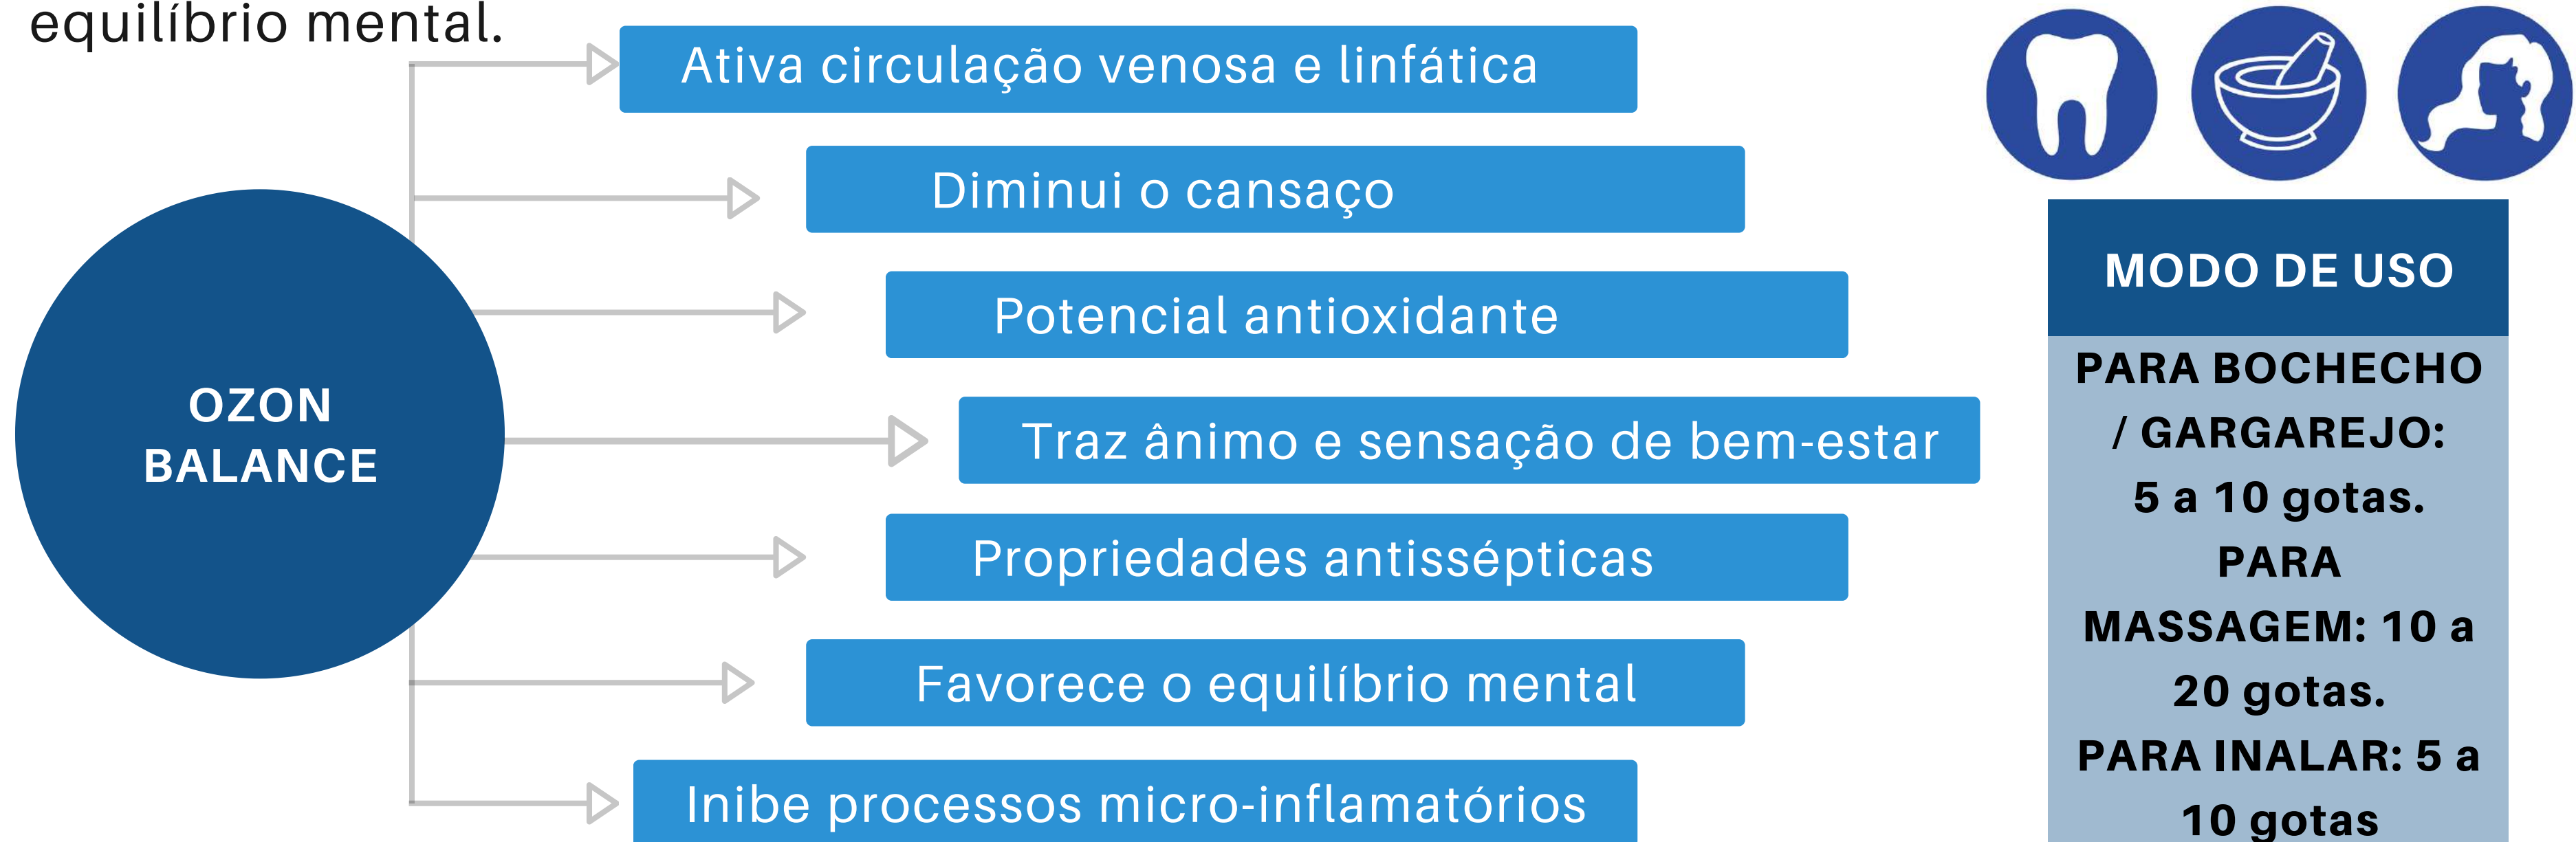 equilíbrio mental.
Ativa circulação venosa e linfática
Diminui o cansaço
Potencial antioxidante
OZON
BALANCE
Traz ânimo e sensação de bem-estar
Propriedades antissépticas
Favorece o equilíbrio mental
Inibe processos micro-inflamatórios
MODO DE USO
PARA BOCHECHO
/ GARGAREJO:
5 a 10 gotas.
PARA
MASSAGEM: 10 a
20 gotas.
PARA INALAR: 5 a
10 gotas